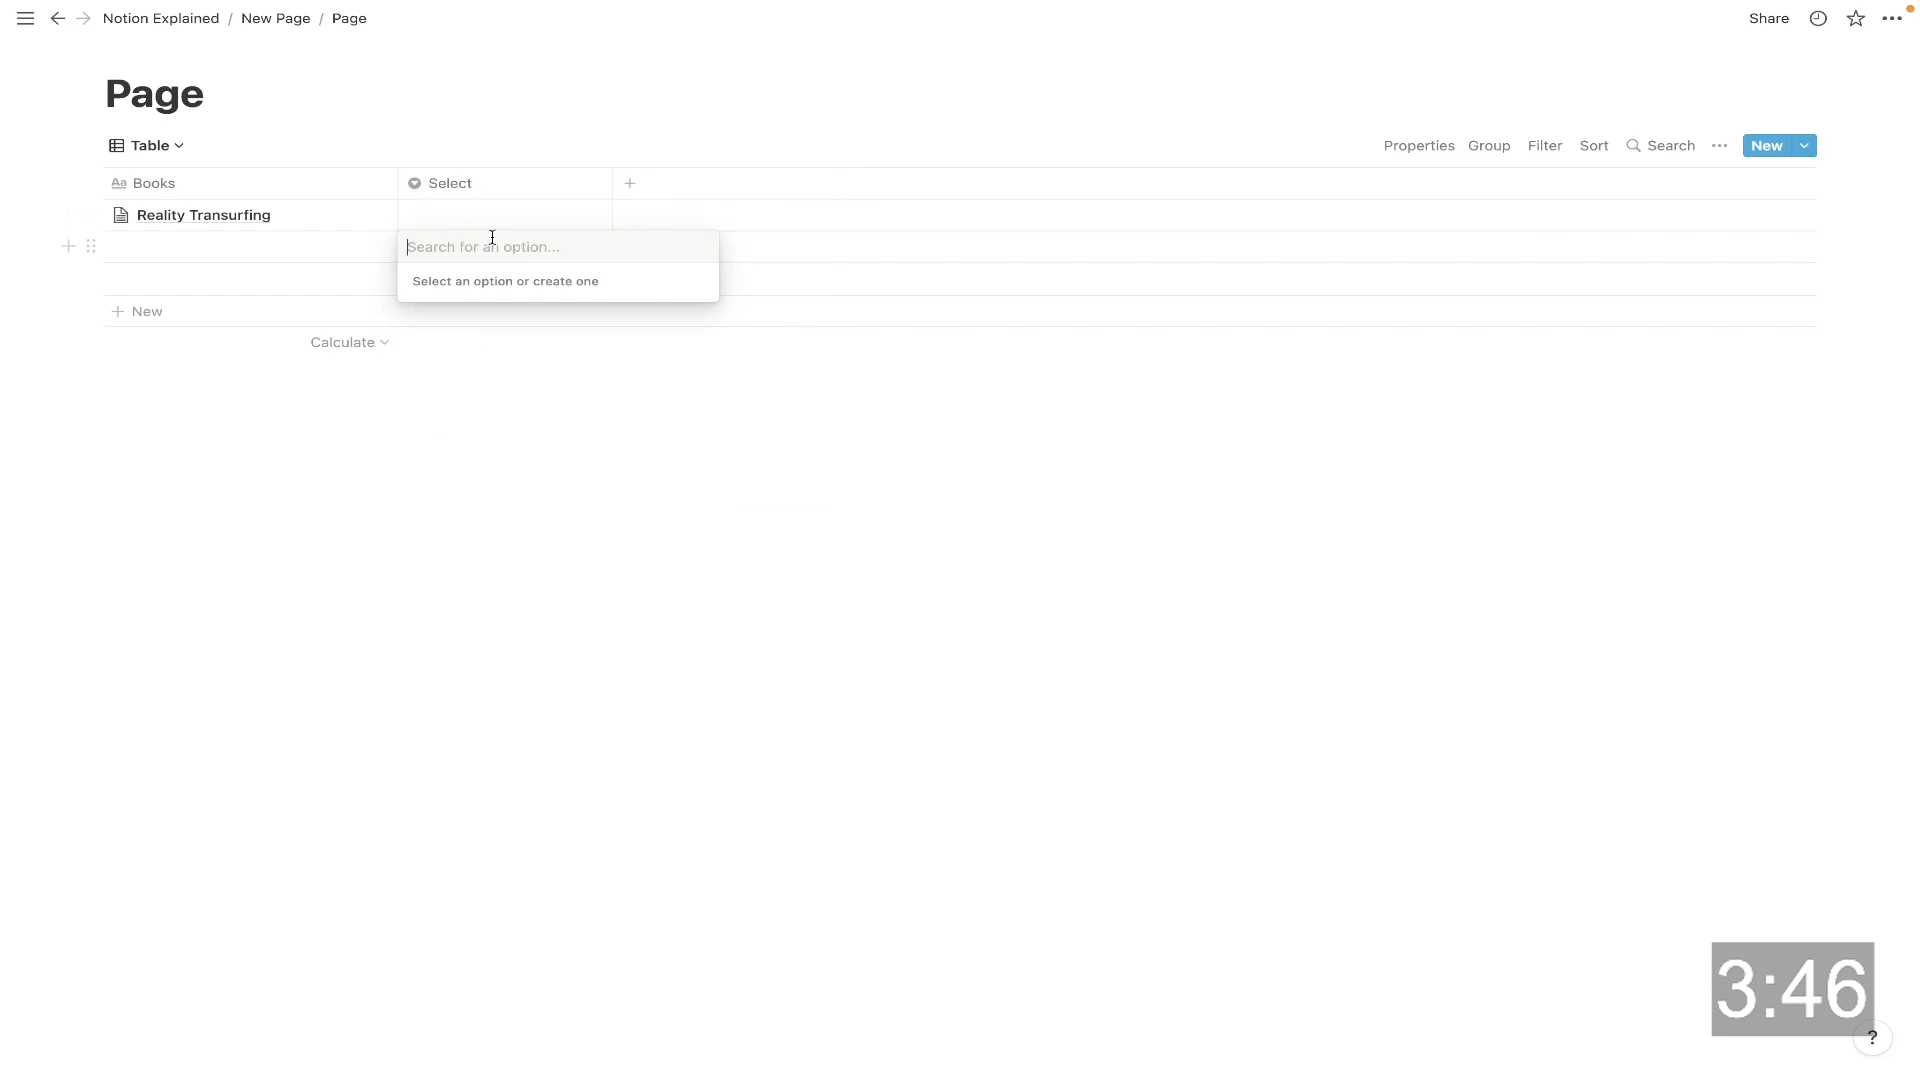 Notion Explained / New Page / Page
Share
Page
Table
Properties Group Filter Sort Search New
Aa Books Select
Reality Transurfing
Search for an option...
Select an option or create one
New
Calculate
3:46
?